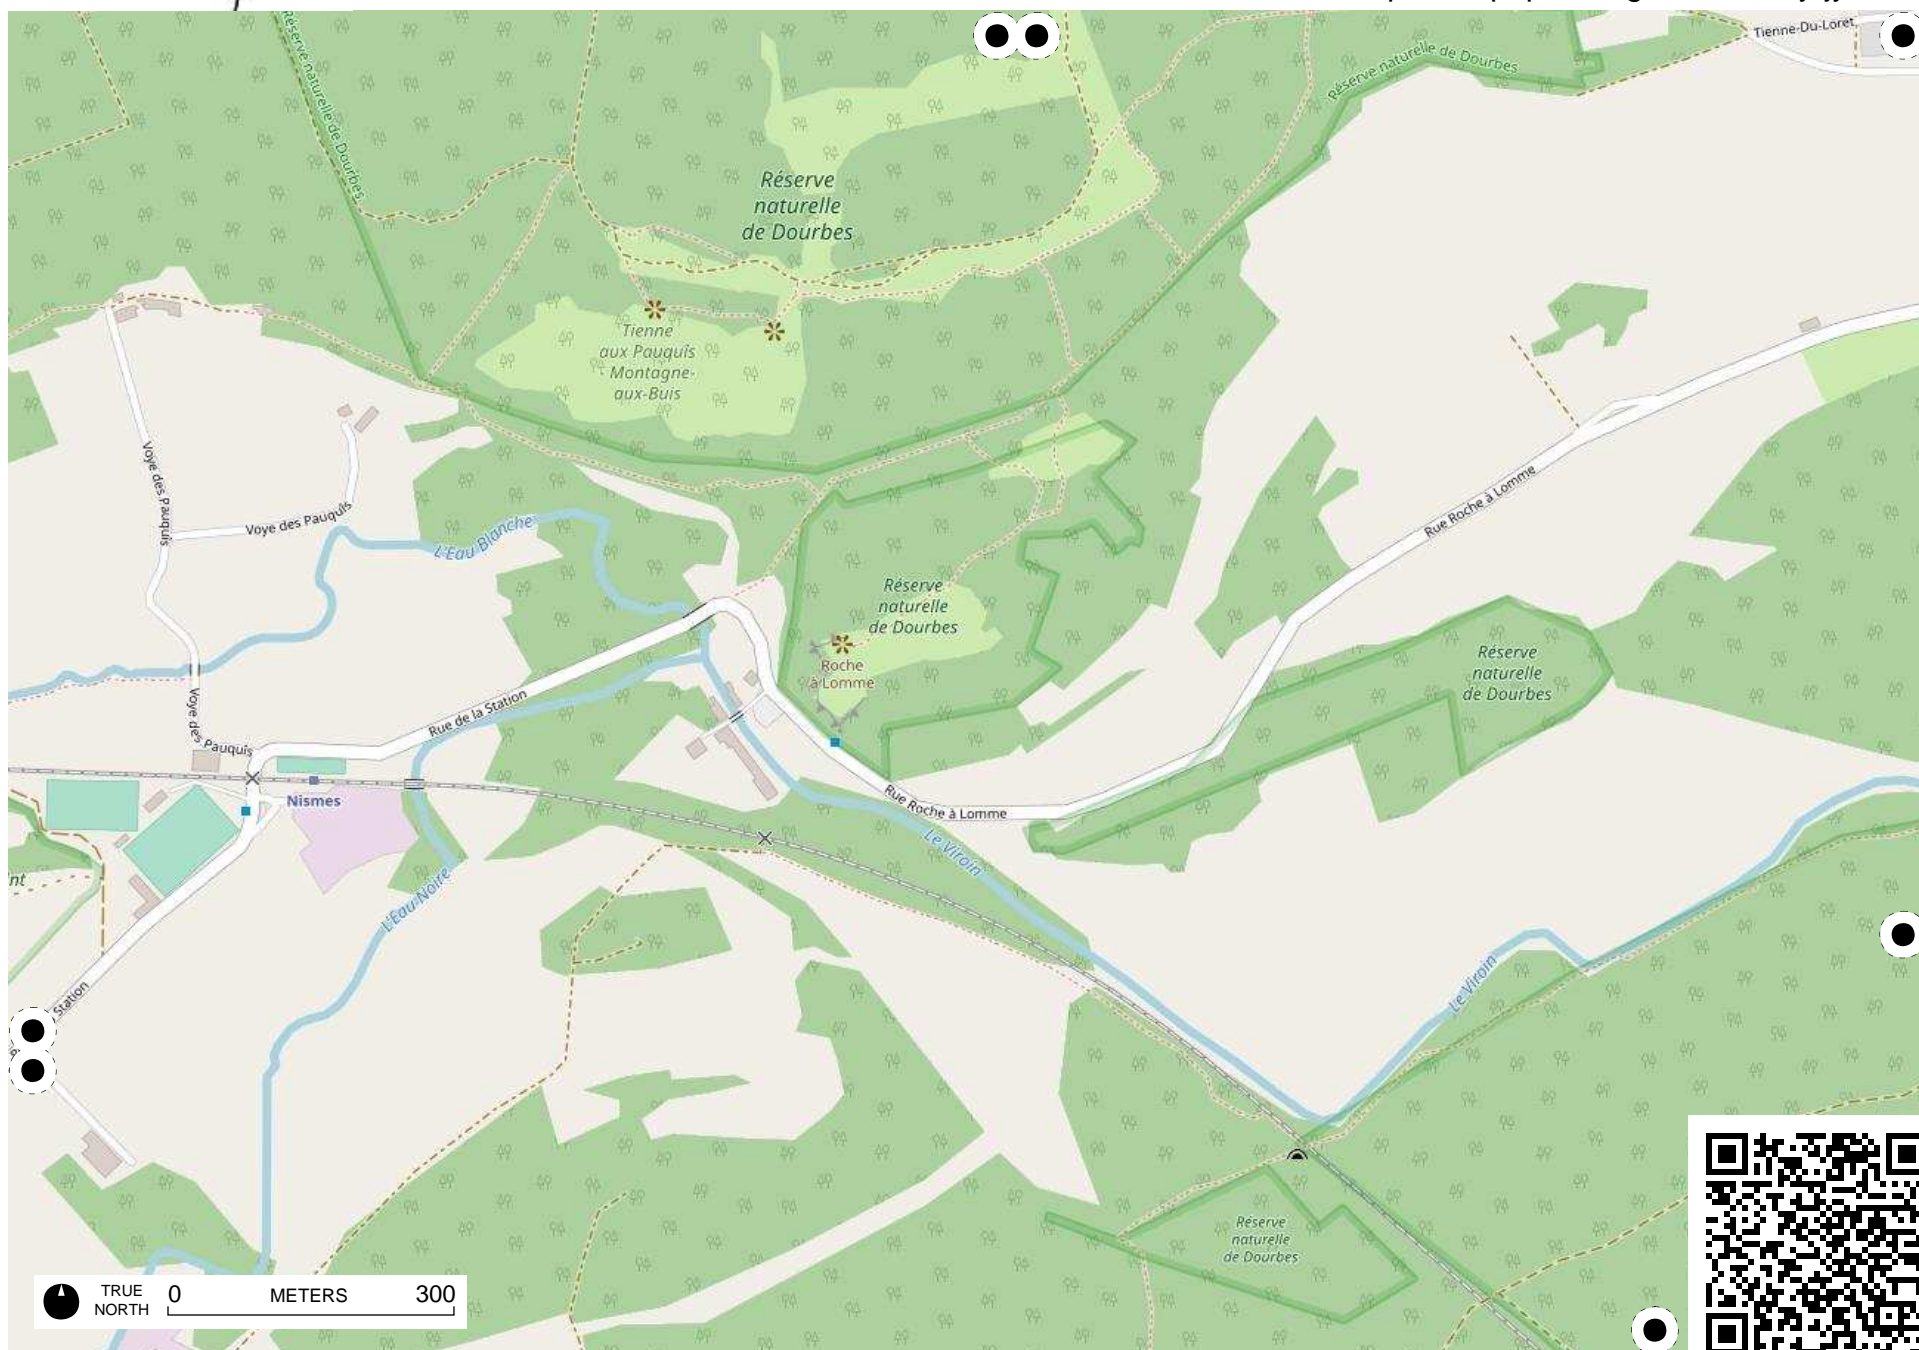 Tienne-Du-Loret
Réserve naturelle de Dourbes
Réserve naturelle de Dourbes
Réserve
naturelle
de Dourbes
Tienne
aux Pauquis
- Montagne-
aux-Buis
Voye des Pauquis
Voye des Pauquis
L'Eau Blanche
Rue Roche à Lomme
Réserve
naturelle
de Dourbes
Roche
à Lomme
Réserve
naturelle
de Dourbes
Voye des Pauquis
Rue de la Station
Nismes
Rue Roche à Lomme
Le Viroin
L'Eau Noire
nt
Station
Le Viroin
Réserve
naturelle
de Dourbes
TRUE
NORTH
0 METERS 300